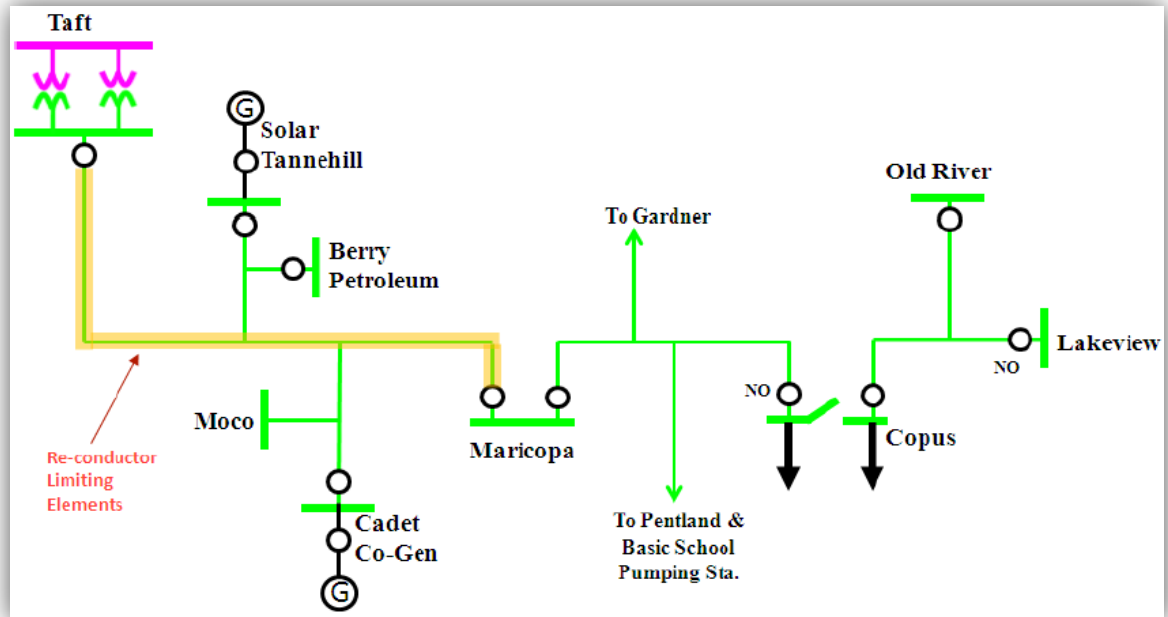 Taft
G
Solar
Tannehill
Berry
Petroleum
To Gardner
Old River
Lakeview
NO
NO
Moco
Maricopa
Copus
Re-conductor
Limiting
Elements
Cadet
Co-Gen
G
To Pentland &
Basic School
Pumping Sta.